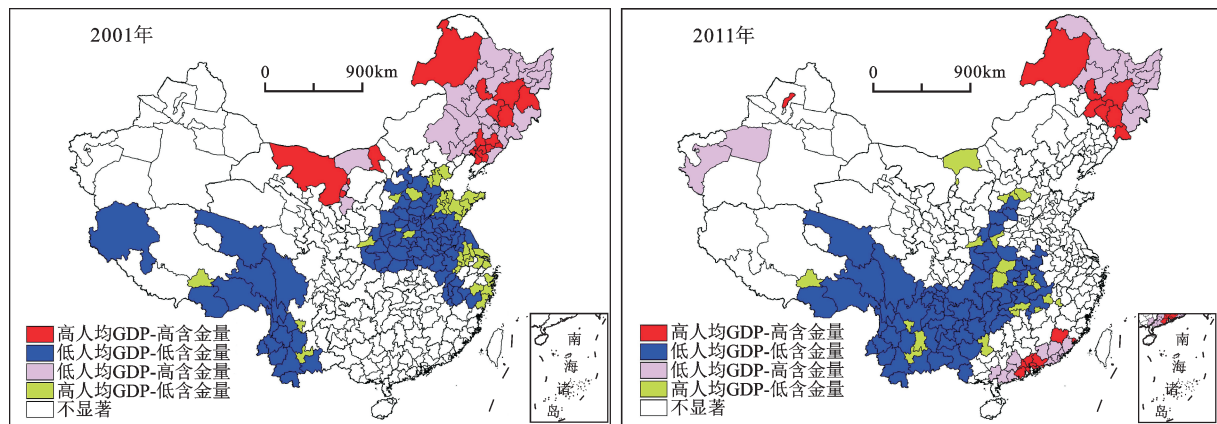 2001年
0 900km
高人均GDP-高含金量
低人均GDP-低含金量
低人均GDP-高含金量
高人均GDP-低含金量
不显著
南
海
诸
岛
2011年
0 900km
高人均GDP-高含金量
低人均GDP-低含金量
低人均GDP-高含金量
高人均GDP-低含金量
不显著
南
海
诸
岛